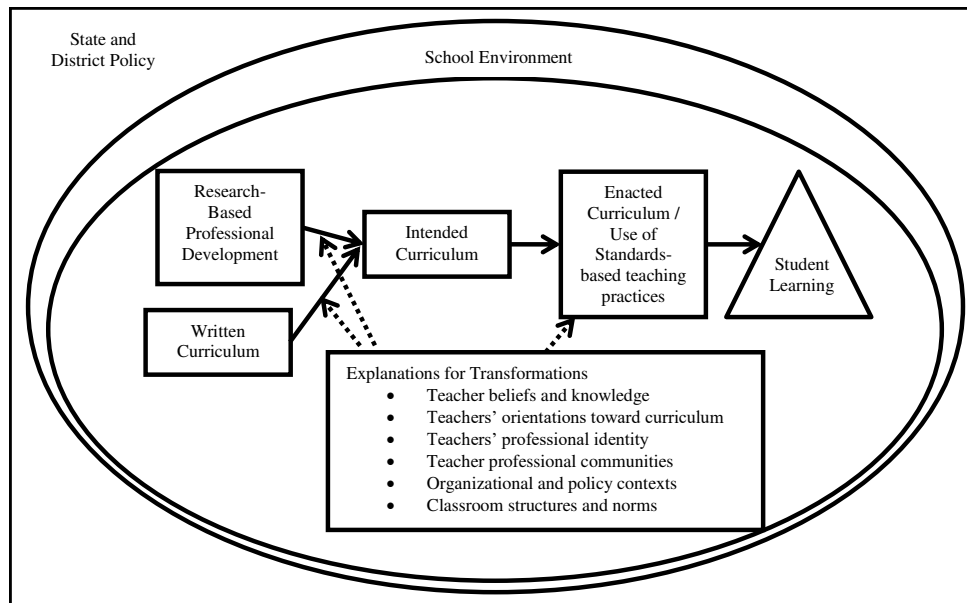 State and
District Policy
School Environment
Research-
Based
Professional
Development
Written
Curriculum
Intended
Curriculum
Enacted
Curriculum /
Use of
Standards-
based teaching
practices
Student
Learning
Explanations for Transformations
• Teacher beliefs and knowledge
• Teachers’ orientations toward curriculum
• Teachers’ professional identity
• Teacher professional communities
• Organizational and policy contexts
• Classroom structures and norms